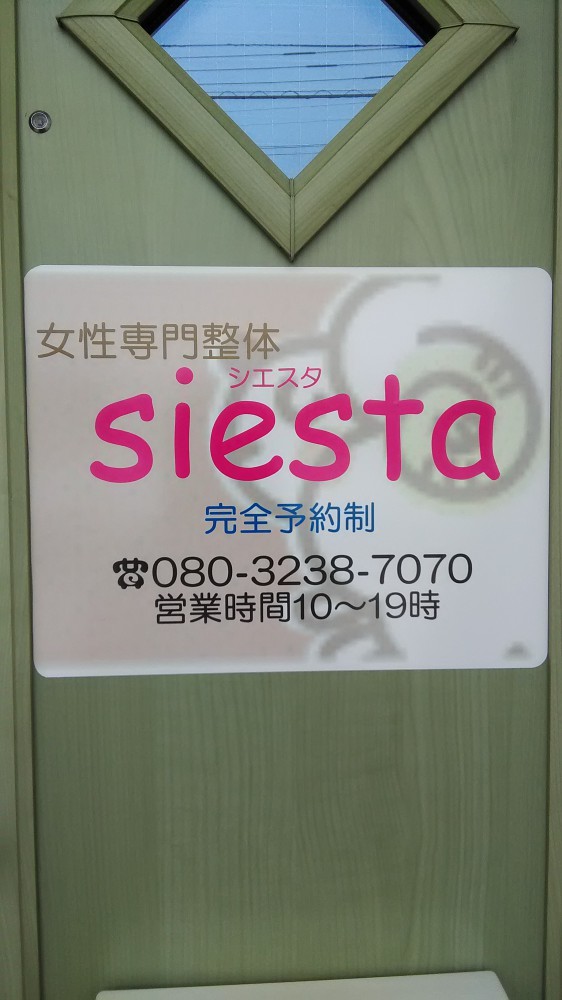 女性専門整体
シエスタ
siesta
完全予約制
☎080-3238-7070
営業時間10〜19時